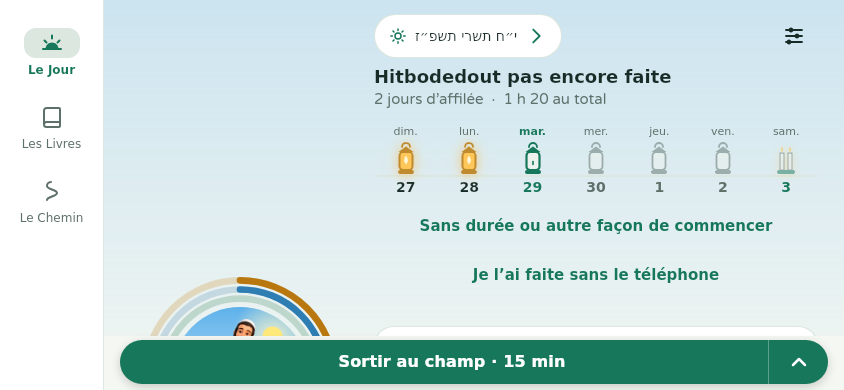 Le Jour
Les Livres
Le Chemin
י״ח תשרי תשפ״ז
Hitbodedout pas encore faite
2 jours d’affilée · 1 h 20 au total
dim. lun. mar. mer. jeu. ven. sam.
27 28 29 30 1 2 3
Sans durée ou autre façon de commencer
Je l’ai faite sans le téléphone
Sortir au champ · 15 min